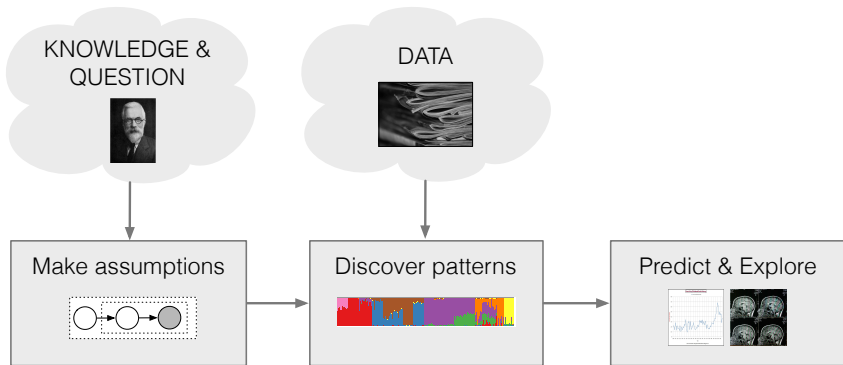 KNOWLEDGE &
QUESTION
DATA
Make assumptions
Discover patterns
Predict & Explore